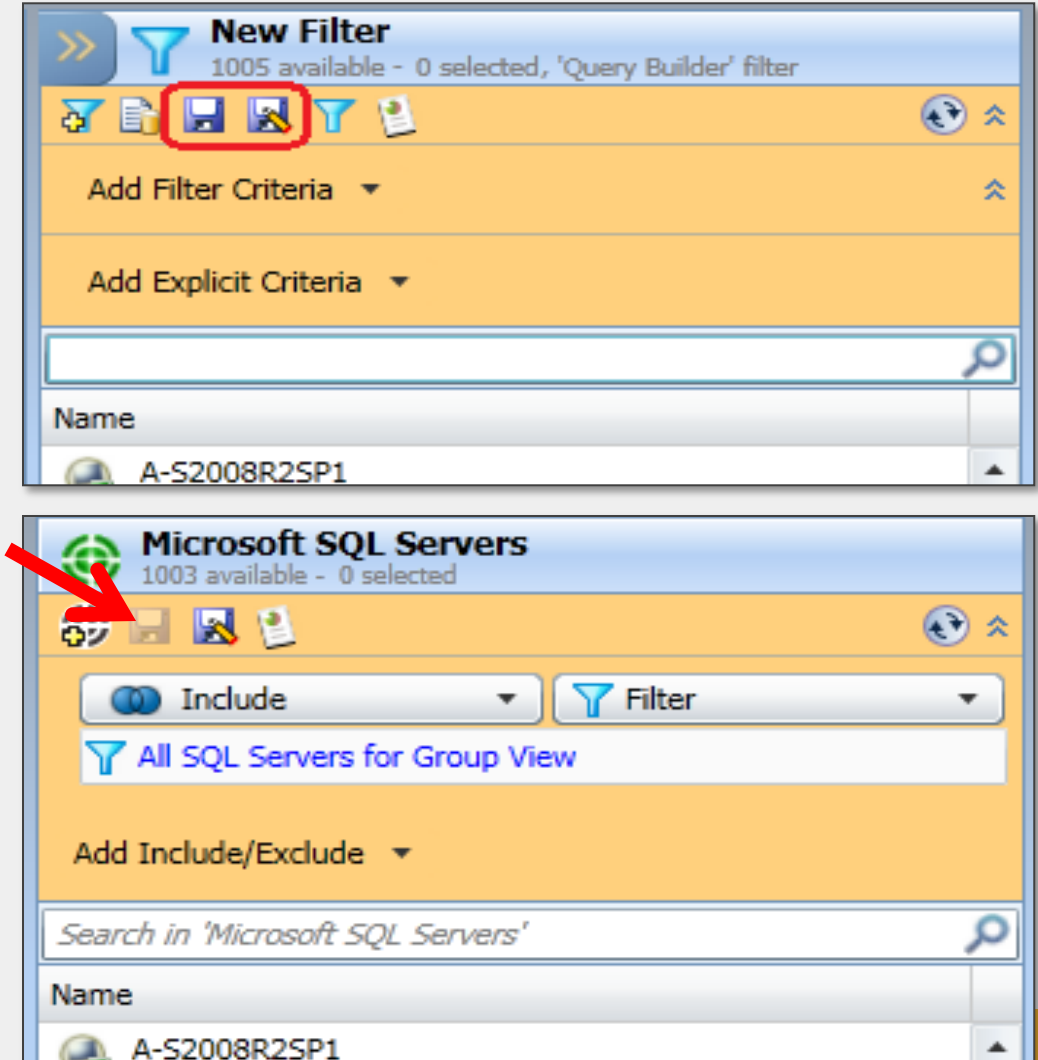 New Filter
1005 available - 0 selected, 'Query Builder' filter
Add Filter Criteria
Add Explicit Criteria
Name
A-S2008R2SP1
Microsoft SQL Servers
1003 available - 0 selected
Include Filter
All SQL Servers for Group View
Add Include/Exclude
Search in 'Microsoft SQL Servers'
Name
A-S2008R2SP1